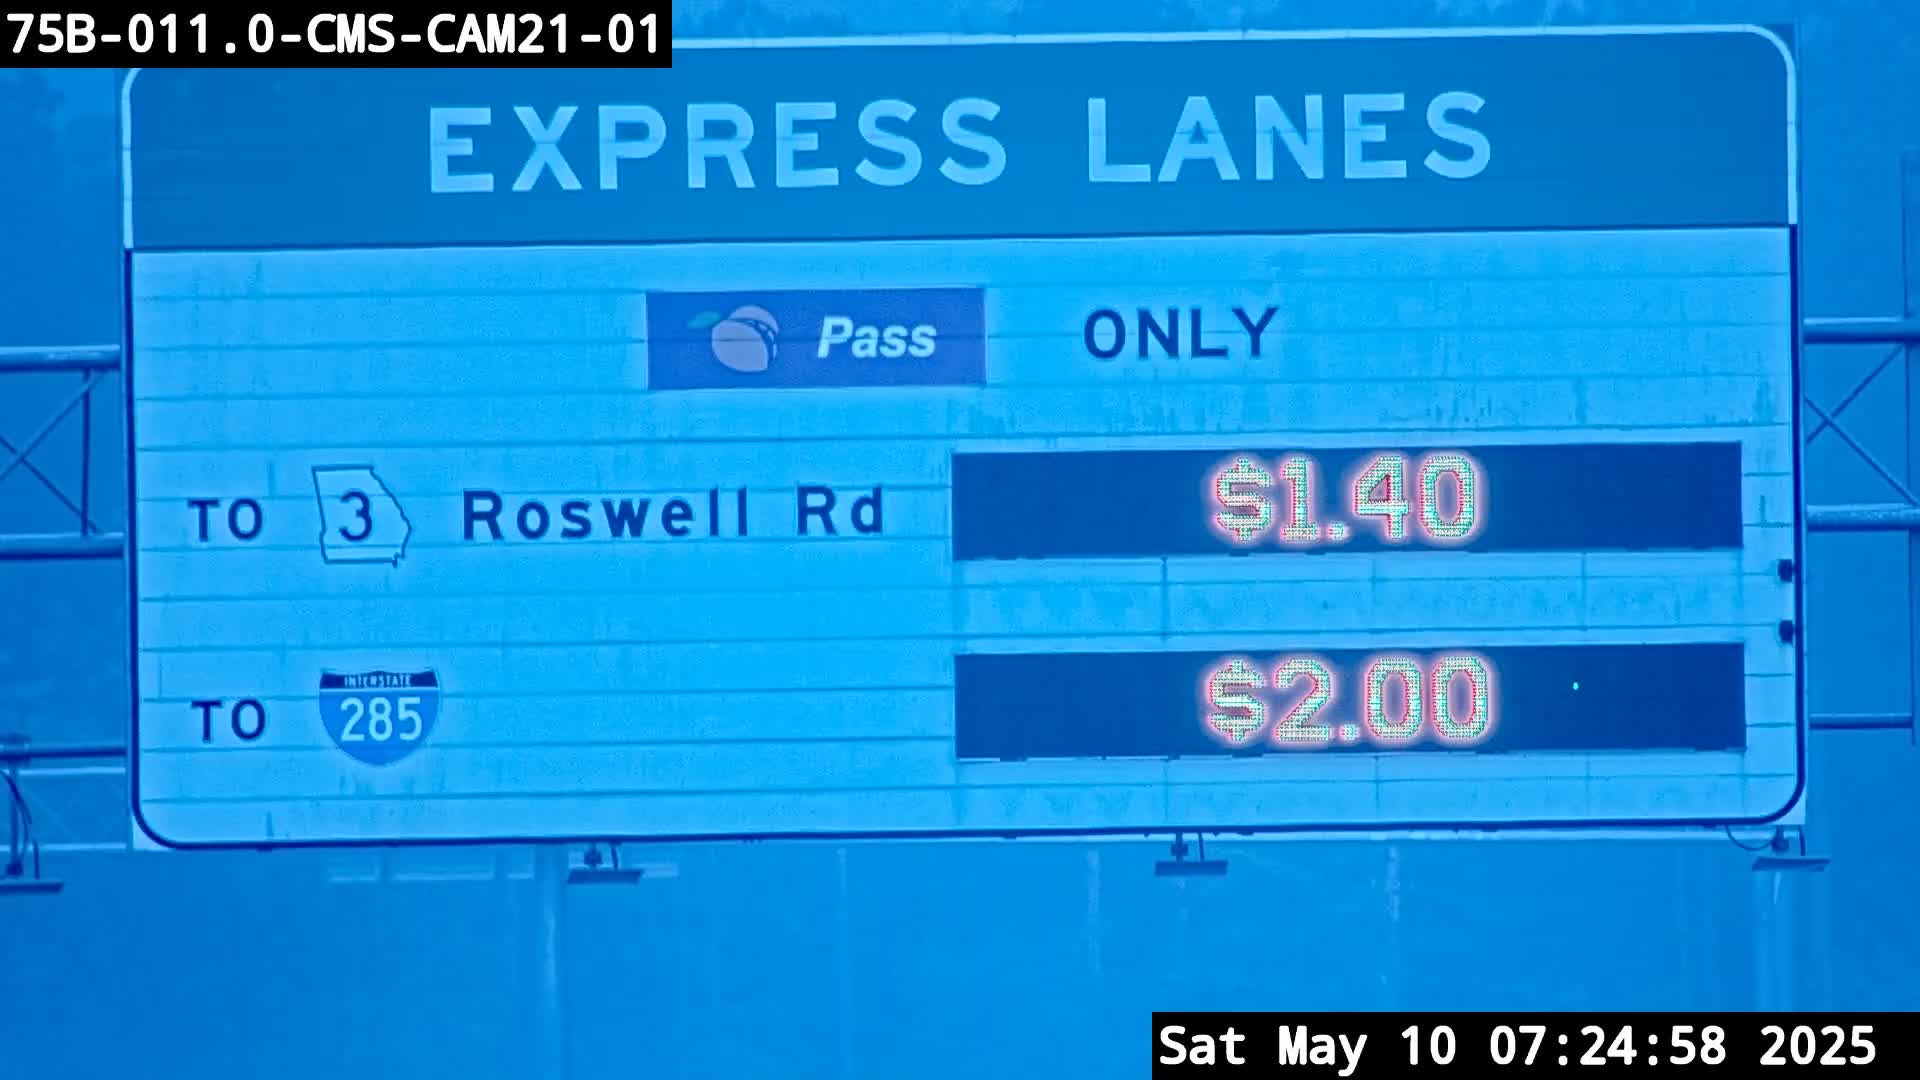 75B-011.0-CMS-CAM21-01
EXPRESS LANES
Pass ONLY
TO 3 Roswell Rd $1.40
INTERSTATE
TO 285 $2.00
Sat May 10 07:24:58 2025